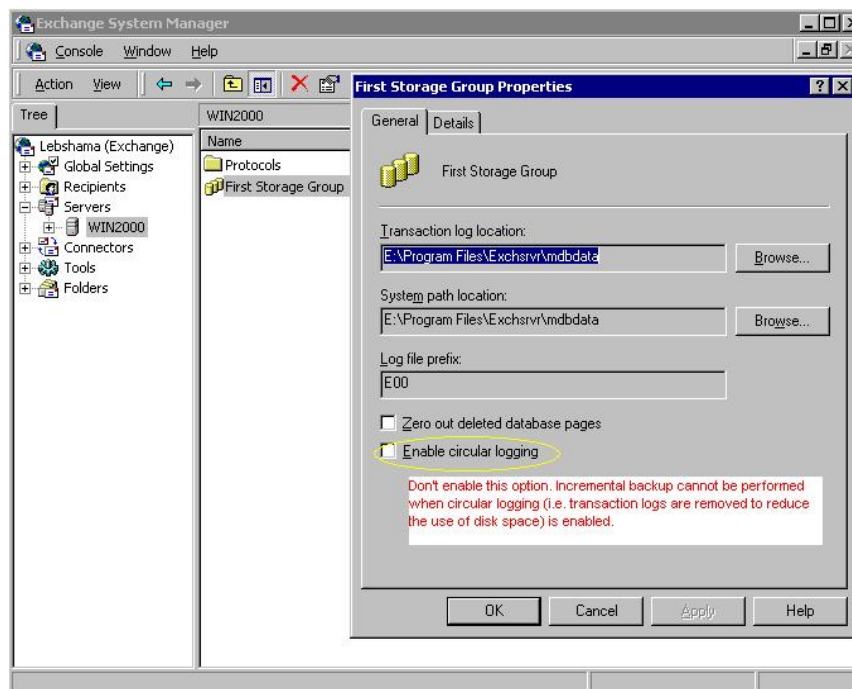 Exchange System Manager
Console Window Help
Action View
Tree
WIN2000
Name
Lebshama (Exchange)
Global Settings
Recipients
Servers
WIN2000
Connectors
Tools
Folders
Protocols
First Storage Group
First Storage Group Properties
General Details
First Storage Group
Transaction log location:
E:\Program Files\Exchsrvr\mdbdata
Browse...
System path location:
E:\Program Files\Exchsrvr\mdbdata
Browse...
Log file prefix:
E00
Zero out deleted database pages
Enable circular logging
Don't enable this option. Incremental backup cannot be performed
when circular logging (i.e. transaction logs are removed to reduce
the use of disk space) is enabled.
OK Cancel Apply Help